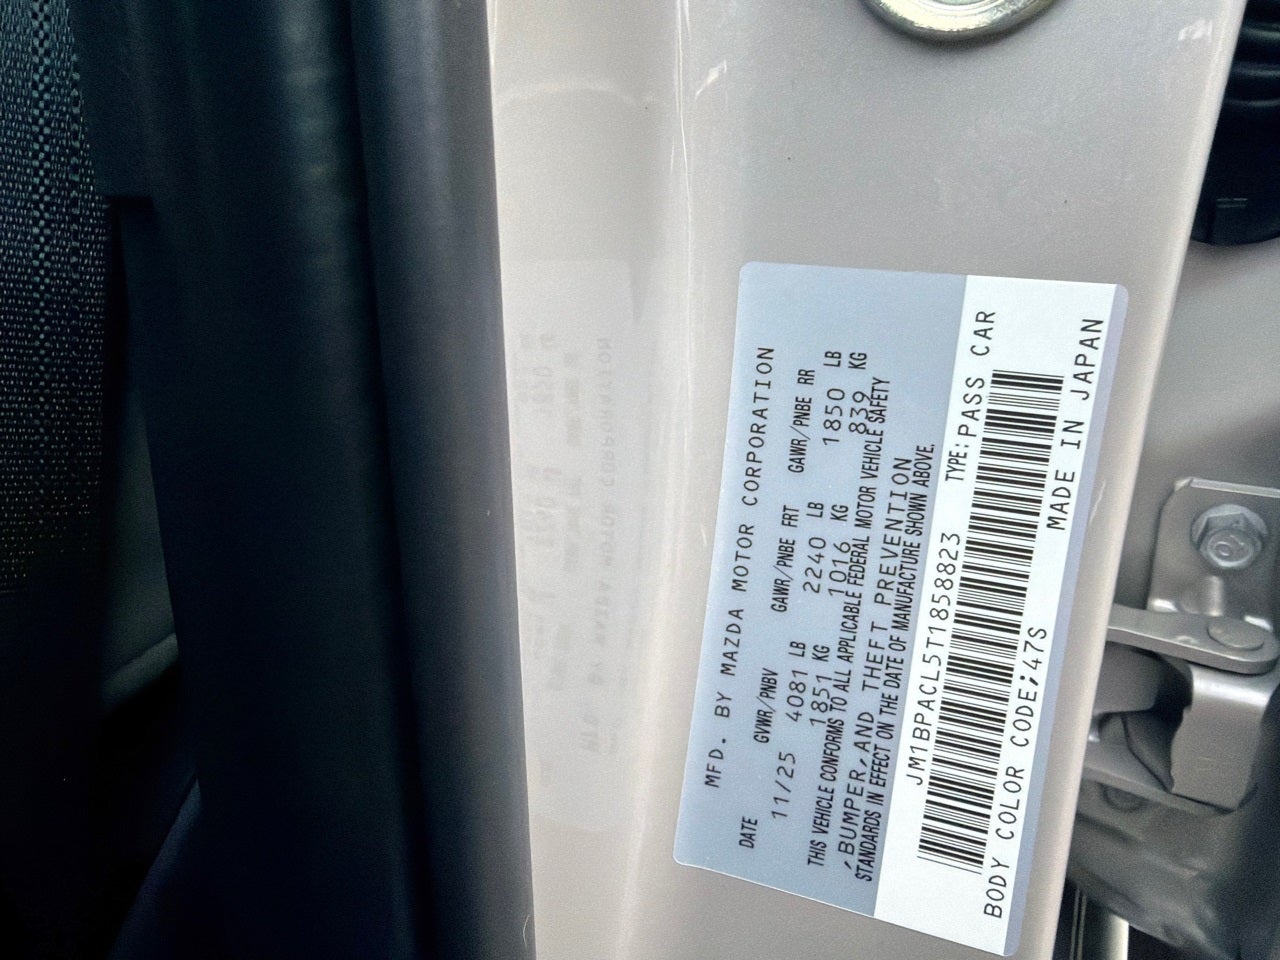 MFD. BY MAZDA MOTOR CORPORATION
DATE GVWR/PNBV GAWR/PNBE FRT GAWR/PNBE RR
11/25 4081 LB 2240 LB 1850 LB
1851 KG 1016 KG 839 KG
THIS VEHICLE CONFORMS TO ALL APPLICABLE FEDERAL MOTOR VEHICLE SAFETY
,BUMPER,AND THEFT PREVENTION
STANDARDS IN EFFECT ON THE DATE OF MANUFACTURE SHOWN ABOVE.
JM1BPACL5T1858823 TYPE: PASS CAR
BODY COLOR CODE;47S MADE IN JAPAN